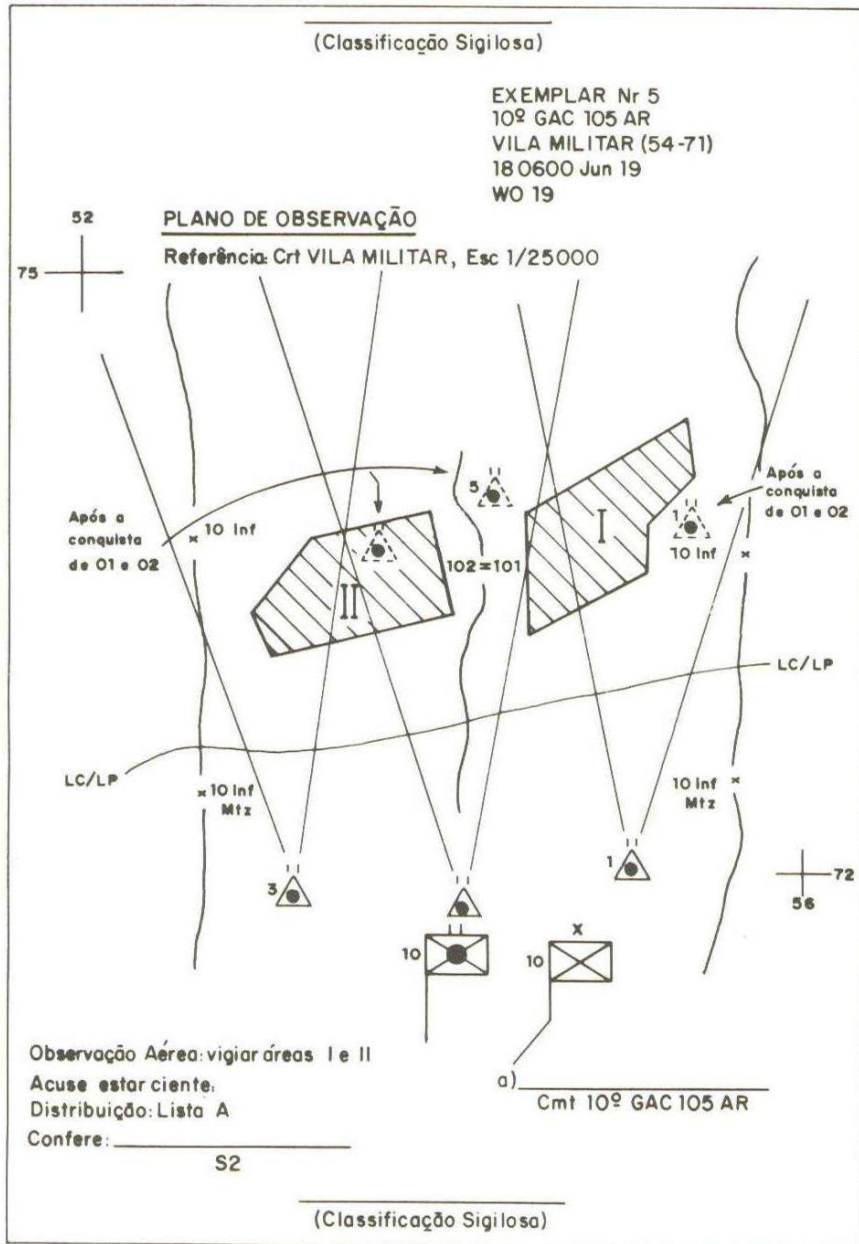 (Classificação Sigilosa)
EXEMPLAR Nr 5
10º GAC 105 AR
VILA MILITAR (54-71)
18 0600 Jun 19
WO 19
52
PLANO DE OBSERVAÇÃO
75
Referência: Crt VILA MILITAR, Esc 1/25000
5
Após a
conquista
de 01 e 02
1
I
Após a
conquista
de 01 e 02
x 10 Inf
10 Inf
x
102 = 101
II
LC/LP
LC/LP
x 10 Inf
Mtz
10 Inf x
Mtz
3
1
72
56
10
x
10
Observação Aérea: vigiar áreas I e II
Acuse estar ciente:
Distribuição: Lista A
Confere:
S2
a)
Cmt 10º GAC 105 AR
(Classificação Sigilosa)